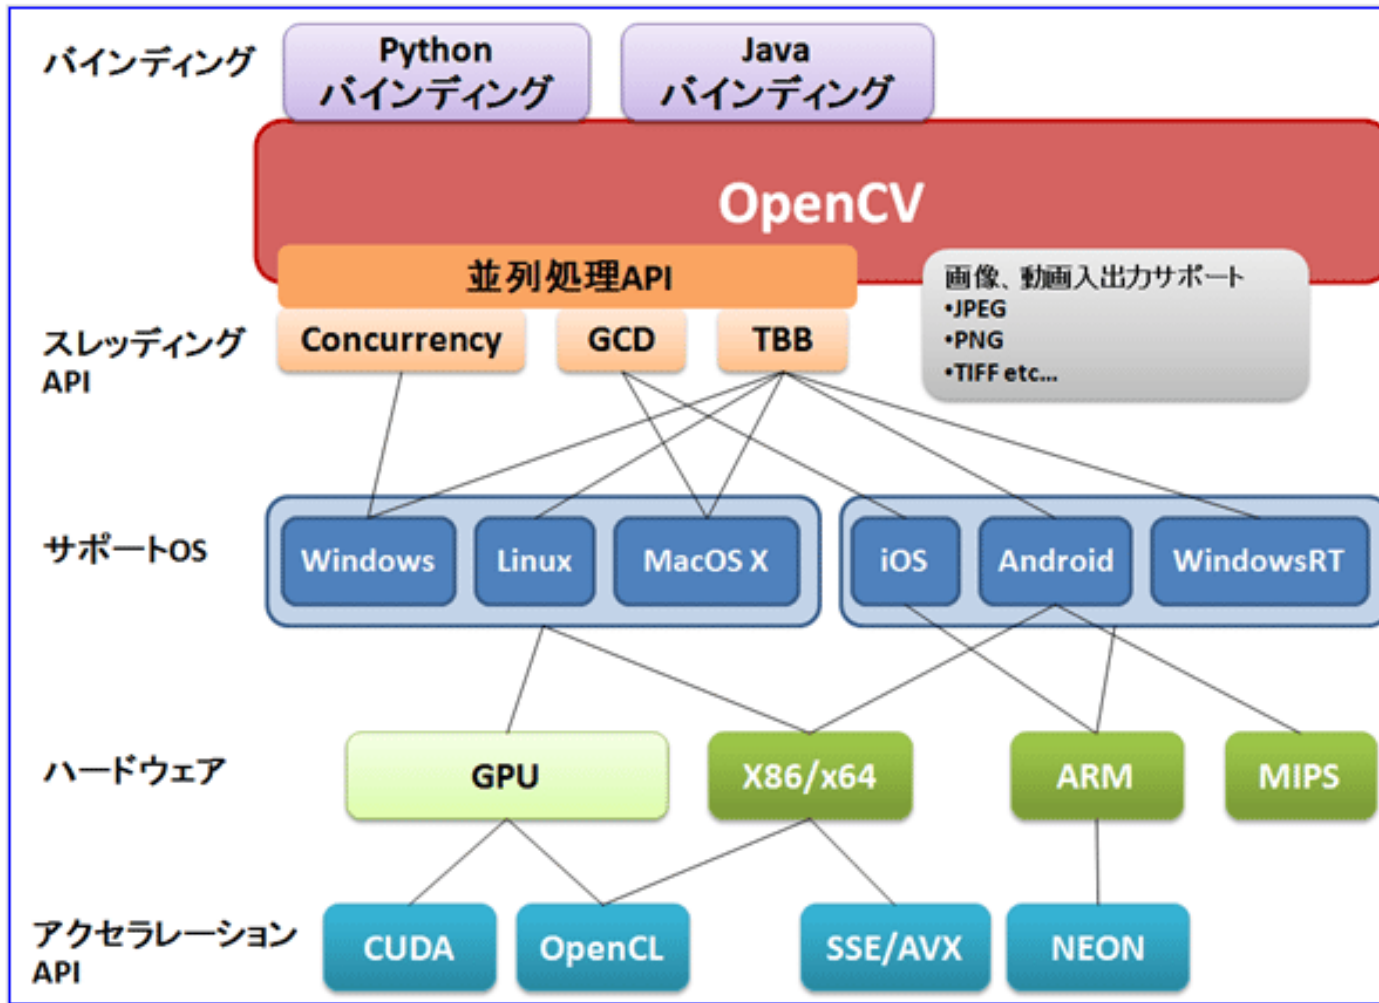 バインディング
Python
バインディング
Java
バインディング
OpenCV
並列処理API
画像、動画入出力サポート
•JPEG
•PNG
•TIFF etc...
スレッディング
API
Concurrency
GCD
TBB
サポートOS
Windows
Linux
MacOS X
iOS
Android
WindowsRT
ハードウェア
GPU
X86/x64
ARM
MIPS
アクセラレーション
API
CUDA
OpenCL
SSE/AVX
NEON